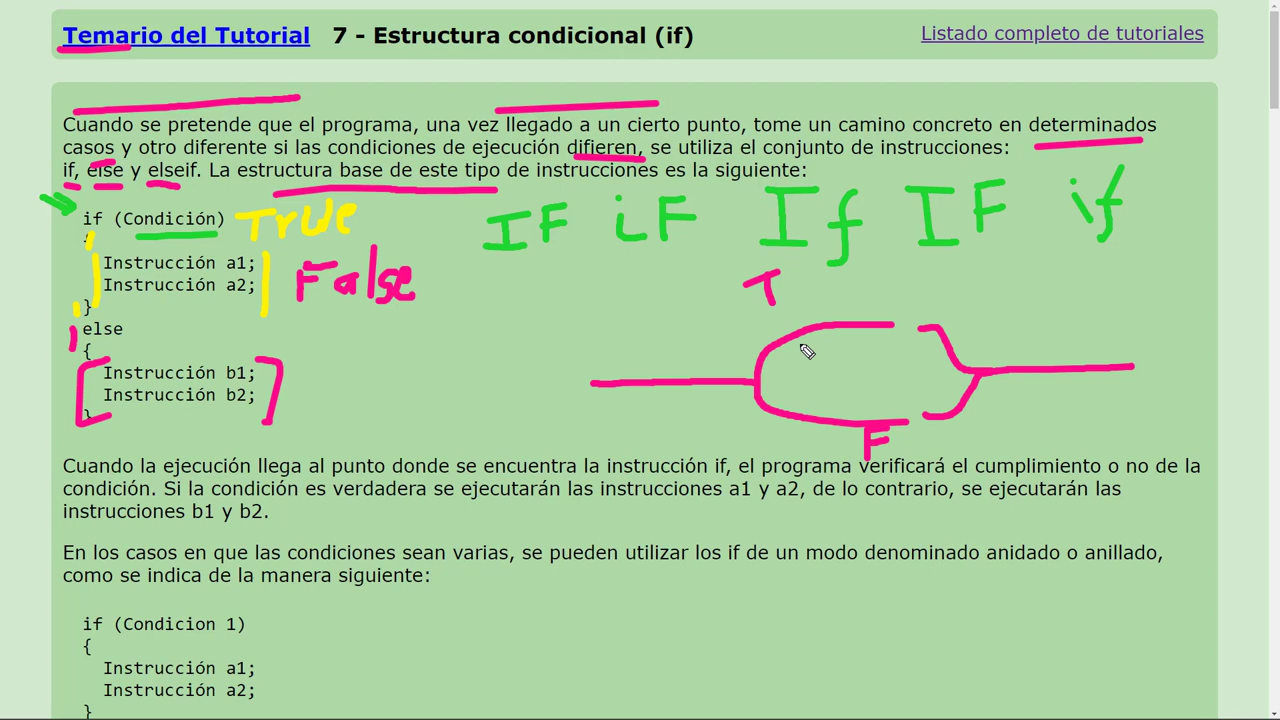 Temario del Tutorial 7 - Estructura condicional (if) Listado completo de tutoriales
Cuando se pretende que el programa, una vez llegado a un cierto punto, tome un camino concreto en determinados
casos y otro diferente si las condiciones de ejecución difieren, se utiliza el conjunto de instrucciones:
if, else y elseif. La estructura base de este tipo de instrucciones es la siguiente:
if (Condición) True IF iF If IF if
{
Instrucción a1;
Instrucción a2; False T
}
else
{
Instrucción b1;
Instrucción b2;
}
F
Cuando la ejecución llega al punto donde se encuentra la instrucción if, el programa verificará el cumplimiento o no de la
condición. Si la condición es verdadera se ejecutarán las instrucciones a1 y a2, de lo contrario, se ejecutarán las
instrucciones b1 y b2.
En los casos en que las condiciones sean varias, se pueden utilizar los if de un modo denominado anidado o anillado,
como se indica de la manera siguiente:
if (Condicion 1)
{
Instrucción a1;
Instrucción a2;
}